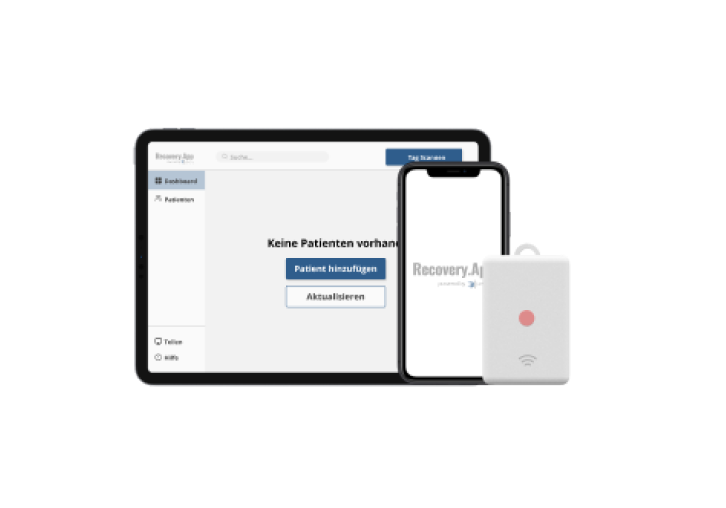 Recovery.App
Suche...
Tag Scannen
Dashboard
Patienten
Keine Patienten vorhan
Patient hinzufügen
Aktualisieren
Teilen
Hilfe
Recovery.Ap
powered by